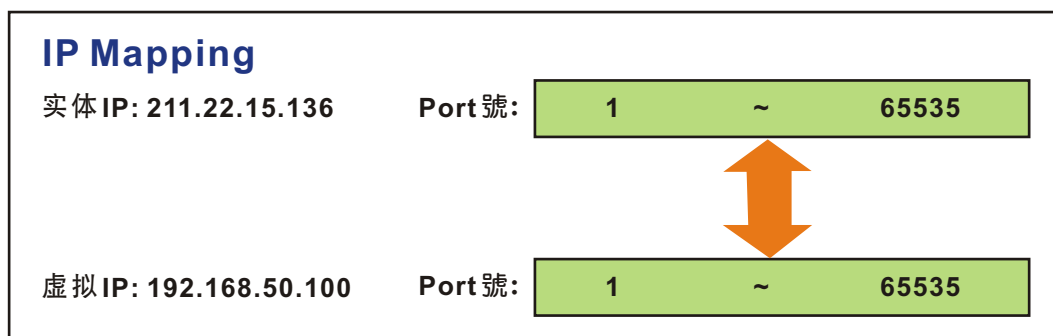 IP Mapping
实体IP: 211.22.15.136 Port號: 1 ~ 65535
虚拟IP: 192.168.50.100 Port號: 1 ~ 65535